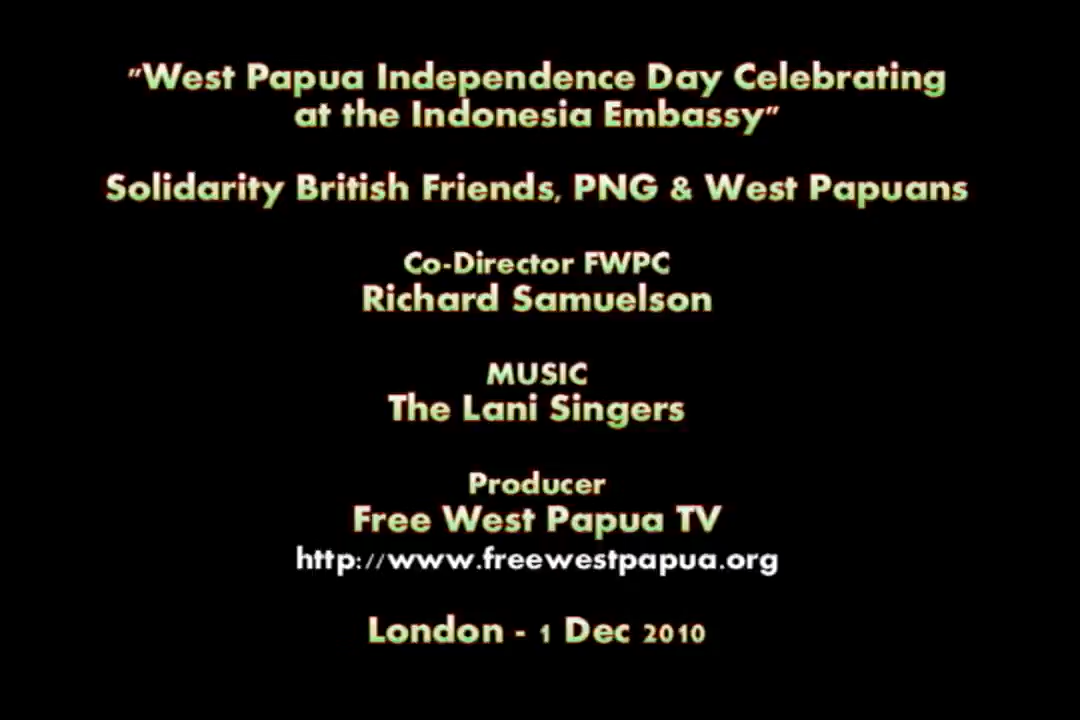 "West Papua Independence Day Celebrating
at the Indonesia Embassy"
Solidarity British Friends, PNG & West Papuans
Co-Director FWPC
Richard Samuelson
MUSIC
The Lani Singers
Producer
Free West Papua TV
http://www.freewestpapua.org
London - 1 Dec 2010